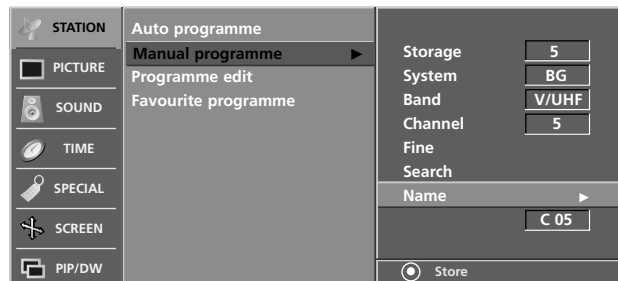 STATION
PICTURE
SOUND
TIME
SPECIAL
SCREEN
PIP/DW
Auto programme
Manual programme ►
Programme edit
Favourite programme
Storage 5
System BG
Band V/UHF
Channel 5
Fine
Search
Name ►
C 05
Store